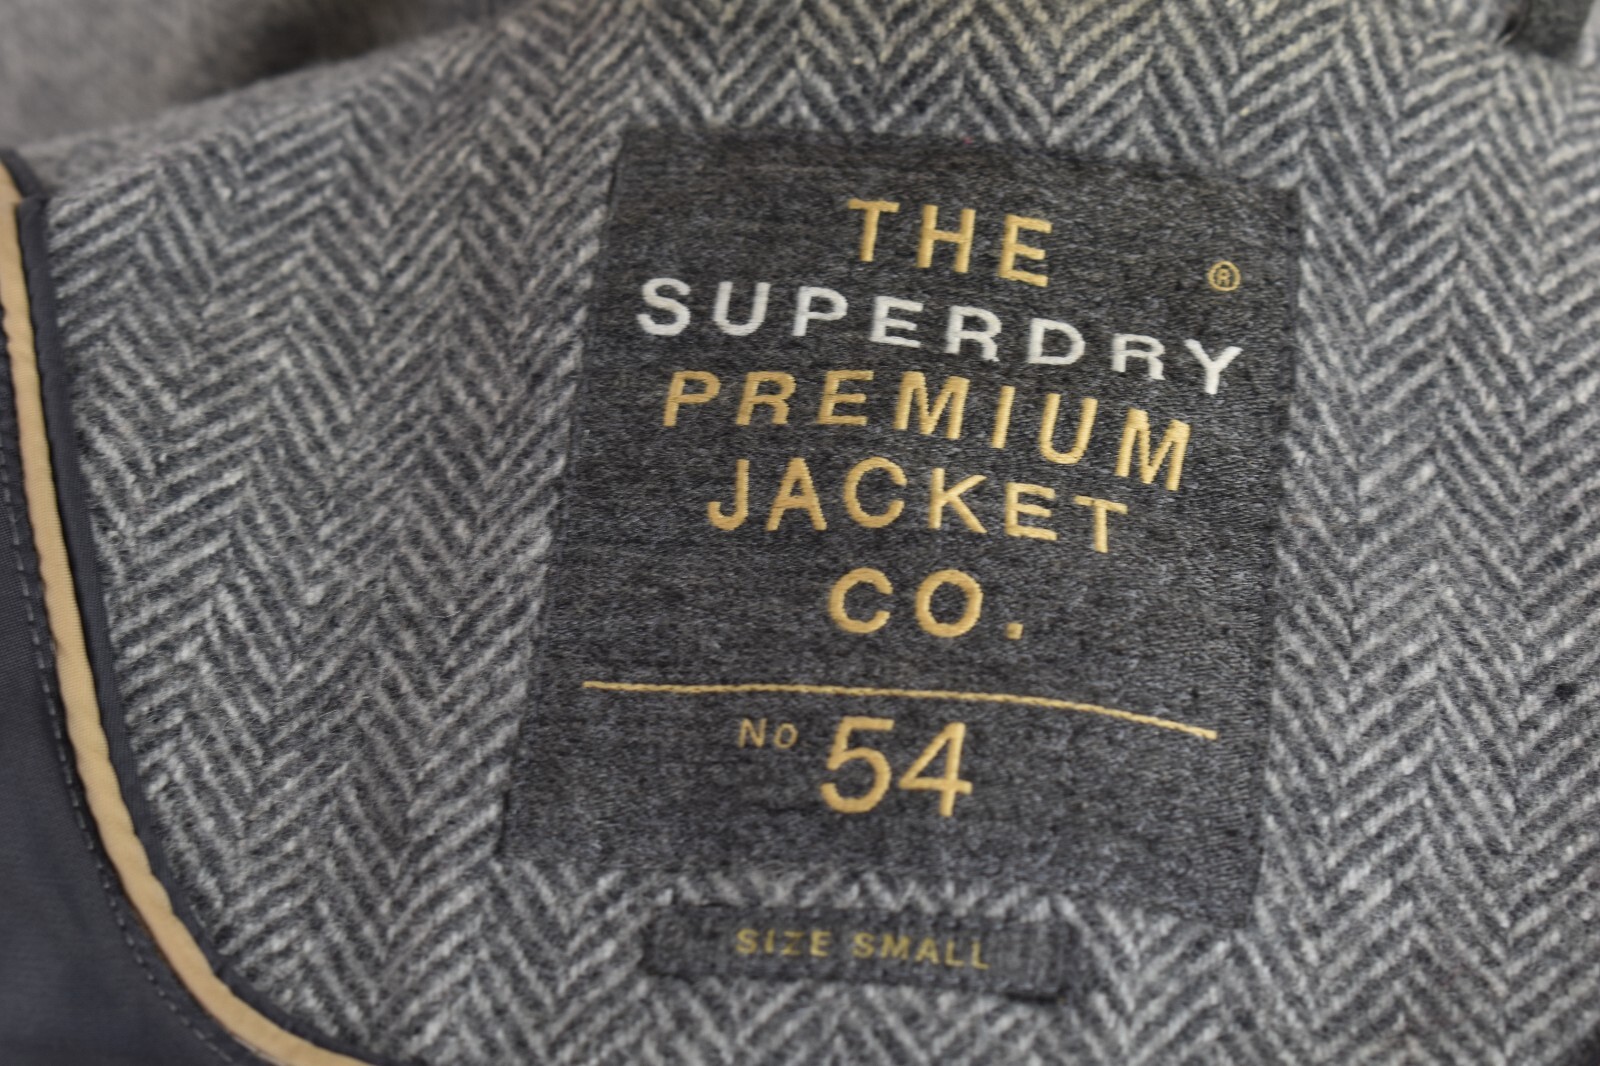 THE
®
SUPERDRY
PREMIUM
JACKET
CO.
No 54
SIZE SMALL